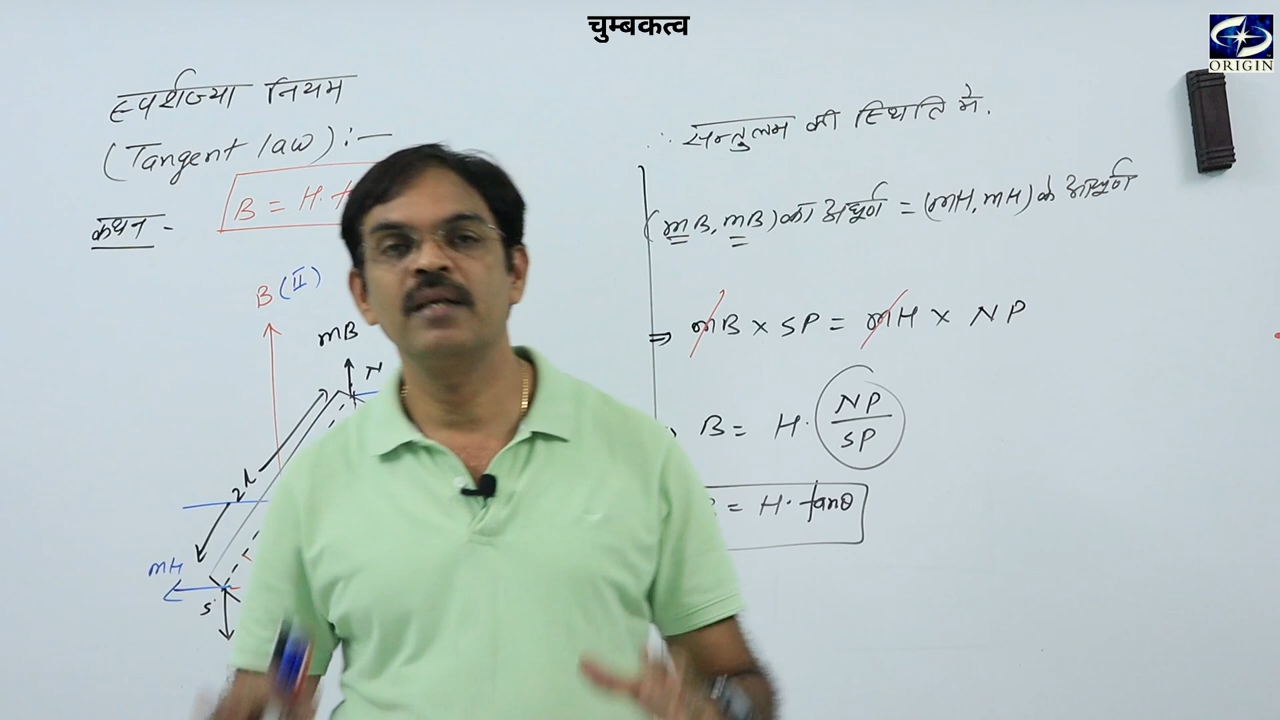 चुम्बकत्व
ORIGIN
स्पर्शज्या नियम
(Tangent law) :-
B = H.
कथन -
B (II)
mB
N
2l
mH
S
∴ सन्तुलन की स्थिति में.
(mB, mB) का आघूर्ण = (mH, mH) के आघूर्ण
⇒ mB × SP = mH × NP
B = H. NP/SP
= H. tanθ